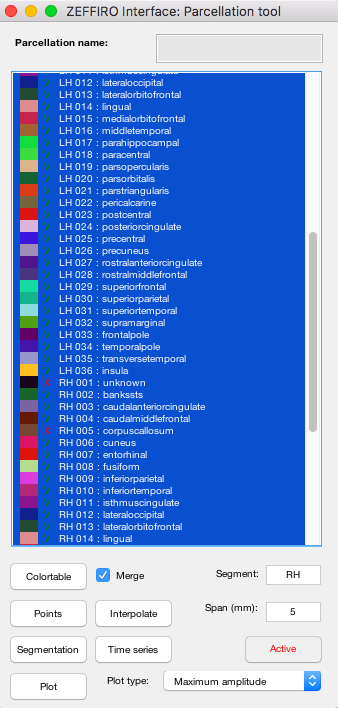 ZEFFIRO Interface: Parcellation tool
Parcellation name:
LH 012 : lateraloccipital
LH 013 : lateralorbitofrontal
LH 014 : lingual
LH 015 : medialorbitofrontal
LH 016 : middletemporal
LH 017 : parahippocampal
LH 018 : paracentral
LH 019 : parsopercularis
LH 020 : parsorbitalis
LH 021 : parstriangularis
LH 022 : pericalcarine
LH 023 : postcentral
LH 024 : posteriorcingulate
LH 025 : precentral
LH 026 : precuneus
LH 027 : rostralanteriorcingulate
LH 028 : rostralmiddlefrontal
LH 029 : superiorfrontal
LH 030 : superiorparietal
LH 031 : superiortemporal
LH 032 : supramarginal
LH 033 : frontalpole
LH 034 : temporalpole
LH 035 : transversetemporal
LH 036 : insula
RH 001 : unknown
RH 002 : bankssts
RH 003 : caudalanteriorcingulate
RH 004 : caudalmiddlefrontal
RH 005 : corpuscallosum
RH 006 : cuneus
RH 007 : entorhinal
RH 008 : fusiform
RH 009 : inferiorparietal
RH 010 : inferiortemporal
RH 011 : isthmuscingulate
RH 012 : lateraloccipital
RH 013 : lateralorbitofrontal
RH 014 : lingual
Colortable Merge Segment: RH
Points Interpolate Span (mm): 5
Segmentation Time series Active
Plot Plot type: Maximum amplitude